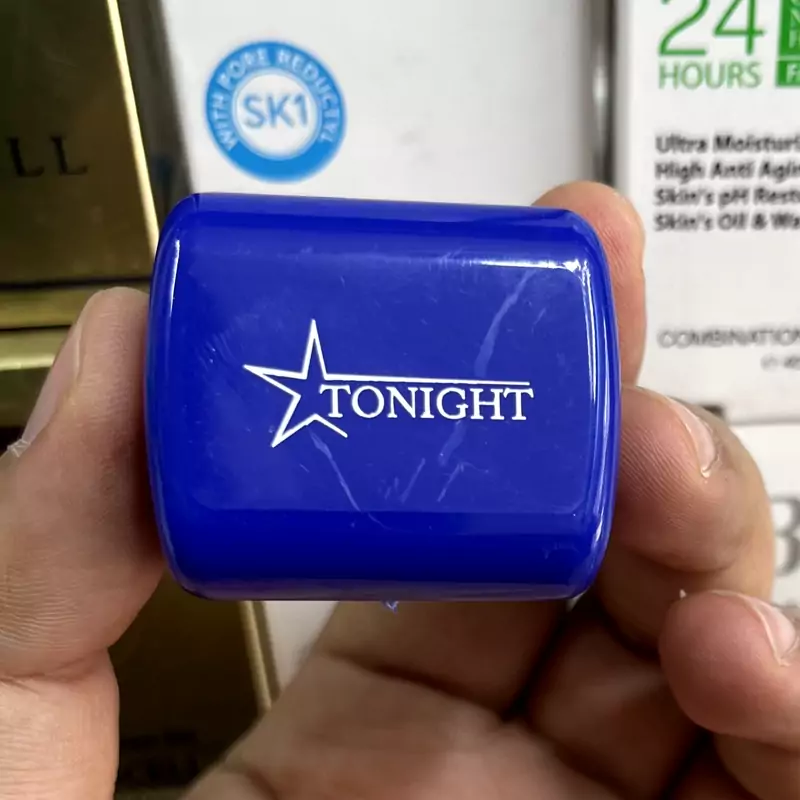 WITH PORE REDUCTYL
SK1
24
HOURS
Ultra Moisturi
High Anti Agin
Skin's pH Rest
Skin's Oil & Wa
COMBINATION
LL
TONIGHT